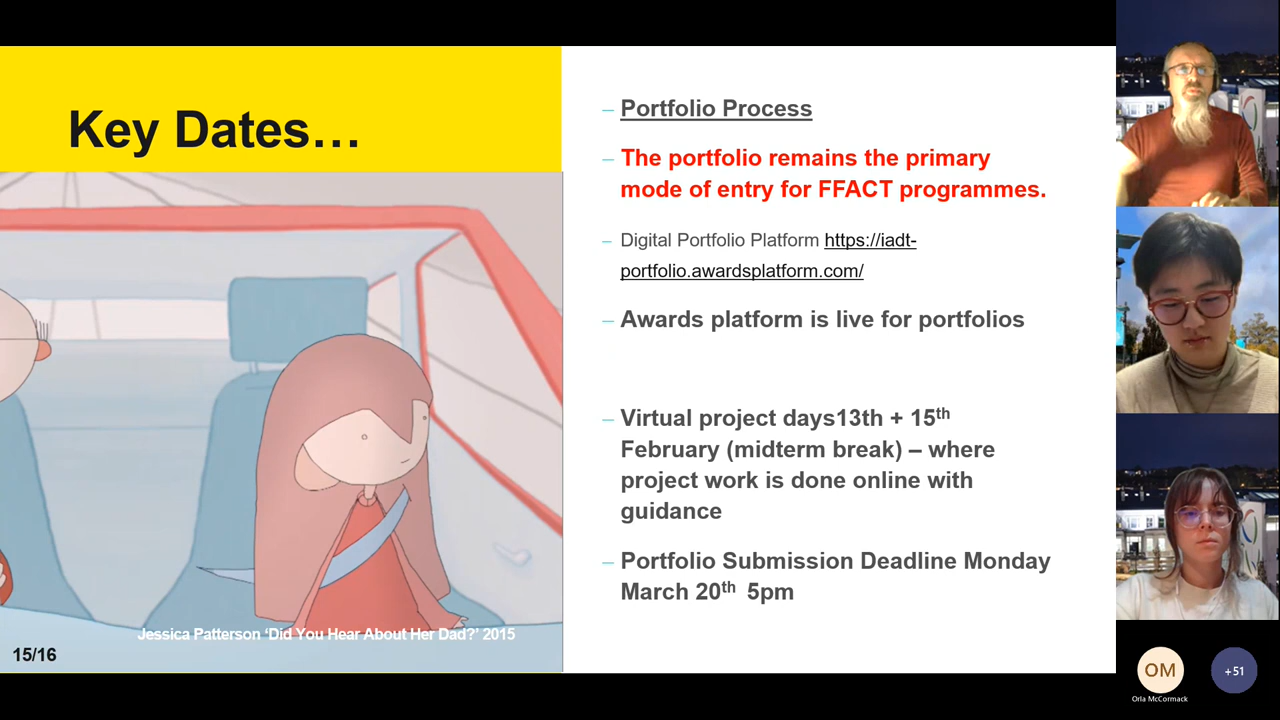 Key Dates…
– Portfolio Process
– The portfolio remains the primary
mode of entry for FFACT programmes.
– Digital Portfolio Platform https://iadt-
portfolio.awardsplatform.com/
– Awards platform is live for portfolios
– Virtual project days13th + 15th
February (midterm break) – where
project work is done online with
guidance
– Portfolio Submission Deadline Monday
March 20th 5pm
Jessica Patterson ‘Did You Hear About Her Dad?’ 2015
15/16
OM
+51
Orla McCormack